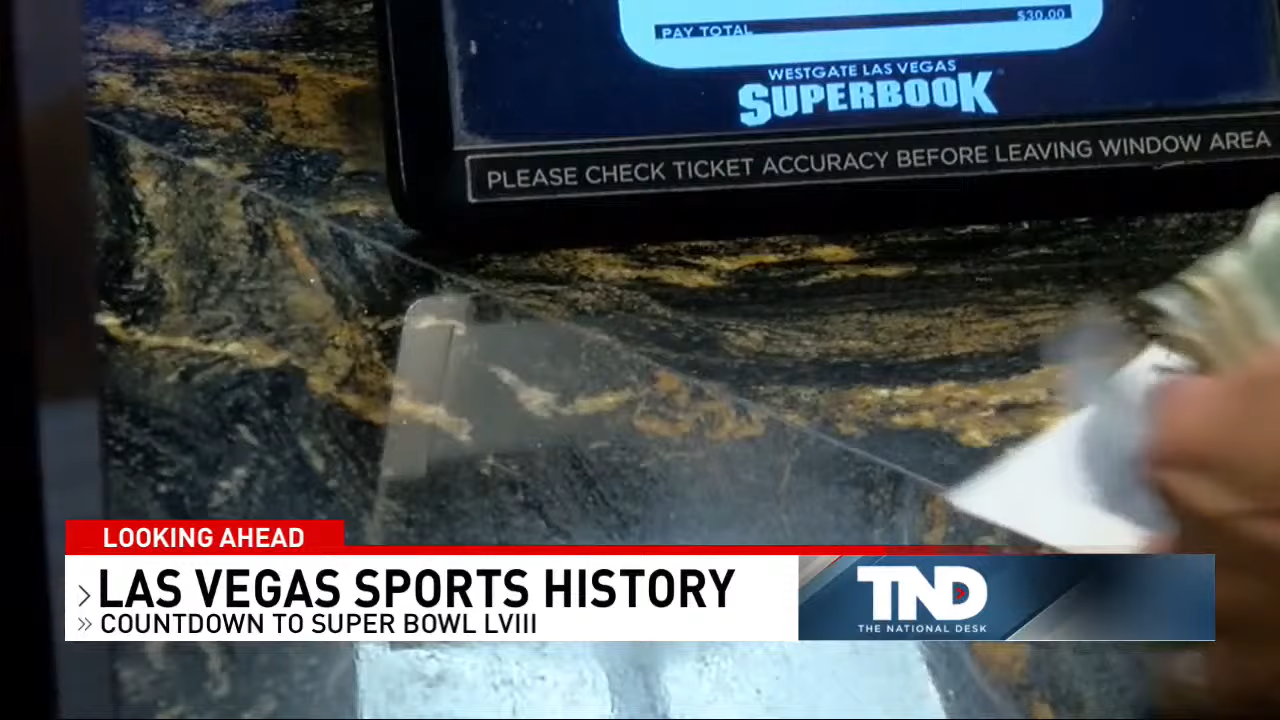 PAY TOTAL $30.00
WESTGATE LAS VEGAS
SUPERBOOK
PLEASE CHECK TICKET ACCURACY BEFORE LEAVING WINDOW AREA
LOOKING AHEAD
LAS VEGAS SPORTS HISTORY
COUNTDOWN TO SUPER BOWL LVIII
TND
THE NATIONAL DESK